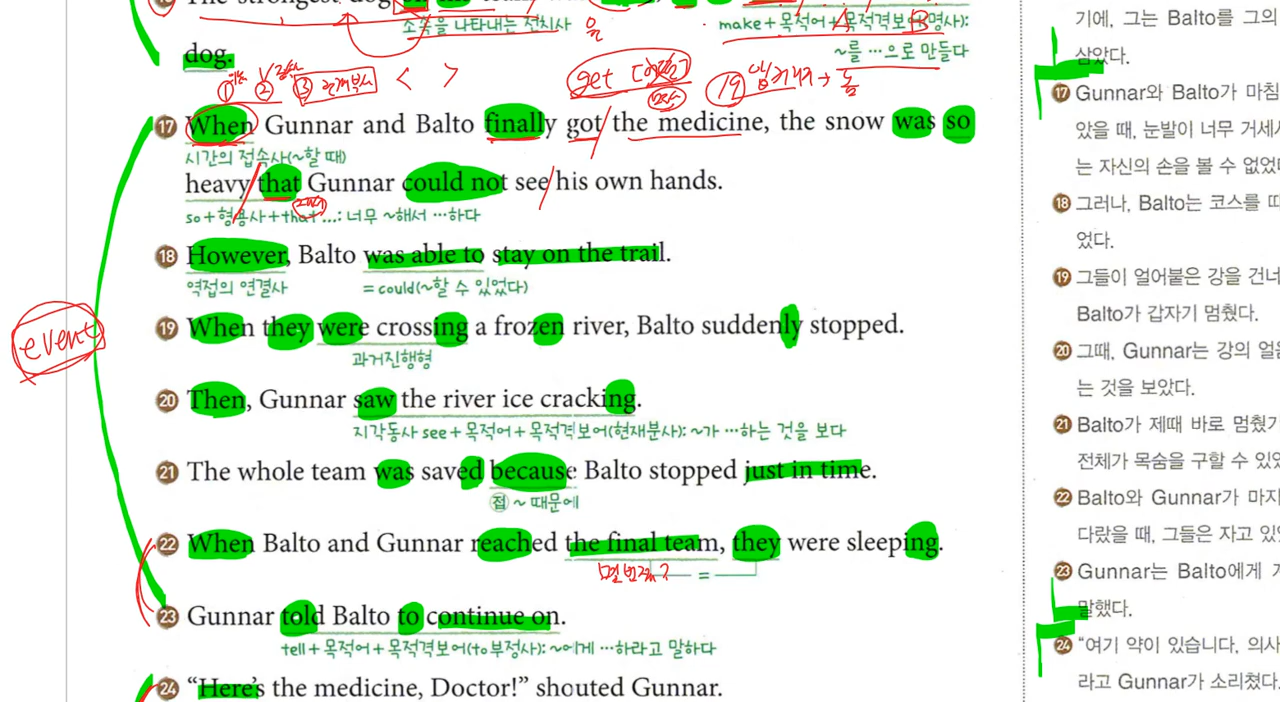 The strongest dog
소속을 나타내는 전치사
make + 목적어 + 목적격보어(명사):
~를 …으로 만들다
dog.
① ② ③ 관계부사 < >
get
17 When Gunnar and Balto finally got the medicine, the snow was so
시간의 접속사(~할 때)
heavy that Gunnar could not see his own hands.
so + 형용사 + that …: 너무 ~해서 …하다
18 However, Balto was able to stay on the trail.
역접의 연결사
= could(~할 수 있었다)
event
19 When they were crossing a frozen river, Balto suddenly stopped.
과거진행형
20 Then, Gunnar saw the river ice cracking.
지각동사 see + 목적어 + 목적격보어(현재분사): ~가 …하는 것을 보다
21 The whole team was saved because Balto stopped just in time.
접 ~ 때문에
22 When Balto and Gunnar reached the final team, they were sleeping.
몇 번째? =
23 Gunnar told Balto to continue on.
tell + 목적어 + 목적격보어(to부정사): ~에게 …하라고 말하다
24 “Here's the medicine, Doctor!” shouted Gunnar.
기에, 그는 Balto를 그의
삼았다.
17 Gunnar와 Balto가 마침
았을 때, 눈발이 너무 거세서
는 자신의 손을 볼 수 없었
18 그러나, Balto는 코스를
었다.
19 그들이 얼어붙은 강을 건너
Balto가 갑자기 멈췄다.
20 그때, Gunnar는 강의 얼음
는 것을 보았다.
21 Balto가 제때 바로 멈췄기
전체가 목숨을 구할 수 있었
22 Balto와 Gunnar가 마지
다랐을 때, 그들은 자고 있었
23 Gunnar는 Balto에게
말했다.
24 “여기 약이 있습니다, 의사
라고 Gunnar가 소리쳤다.